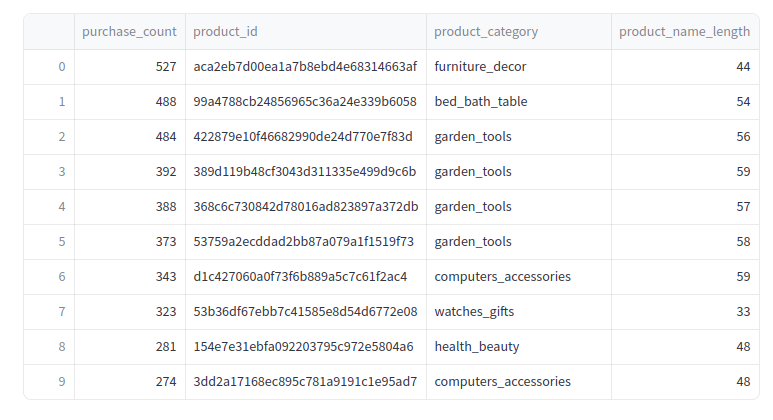 purchase_count product_id product_category product_name_length
0 527 aca2eb7d00ea1a7b8ebd4e68314663af furniture_decor 44
1 488 99a4788cb24856965c36a24e339b6058 bed_bath_table 54
2 484 422879e10f46682990de24d770e7f83d garden_tools 56
3 392 389d119b48cf3043d311335e499d9c6b garden_tools 59
4 388 368c6c730842d78016ad823897a372db garden_tools 57
5 373 53759a2ecddad2bb87a079a1f1519f73 garden_tools 58
6 343 d1c427060a0f73f6b889a5c7c61f2ac4 computers_accessories 59
7 323 53b36df67ebb7c41585e8d54d6772e08 watches_gifts 33
8 281 154e7e31ebfa092203795c972e5804a6 health_beauty 48
9 274 3dd2a17168ec895c781a9191c1e95ad7 computers_accessories 48